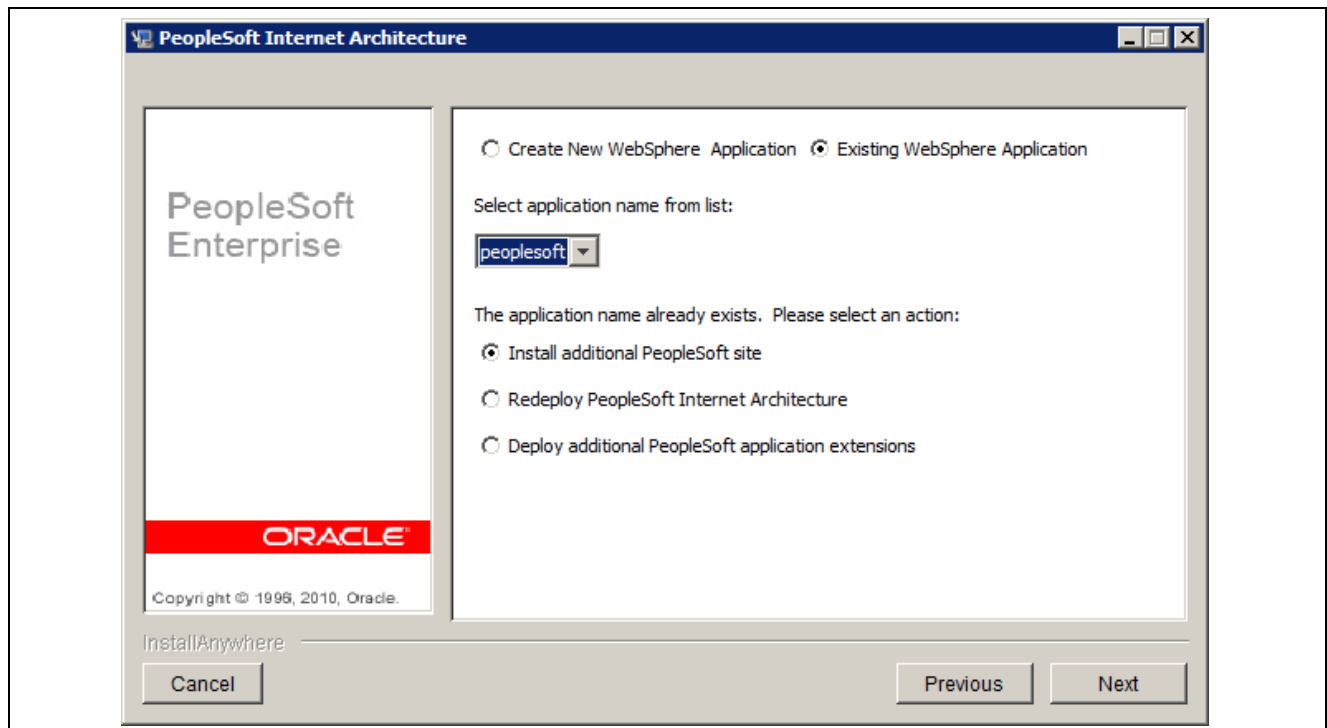 PeopleSoft Internet Architecture
Create New WebSphere Application Existing WebSphere Application
PeopleSoft
Enterprise
Select application name from list:
peoplesoft
The application name already exists. Please select an action:
Install additional PeopleSoft site
Redeploy PeopleSoft Internet Architecture
Deploy additional PeopleSoft application extensions
ORACLE
Copyright © 1996, 2010, Oracle.
InstallAnywhere
Cancel Previous Next